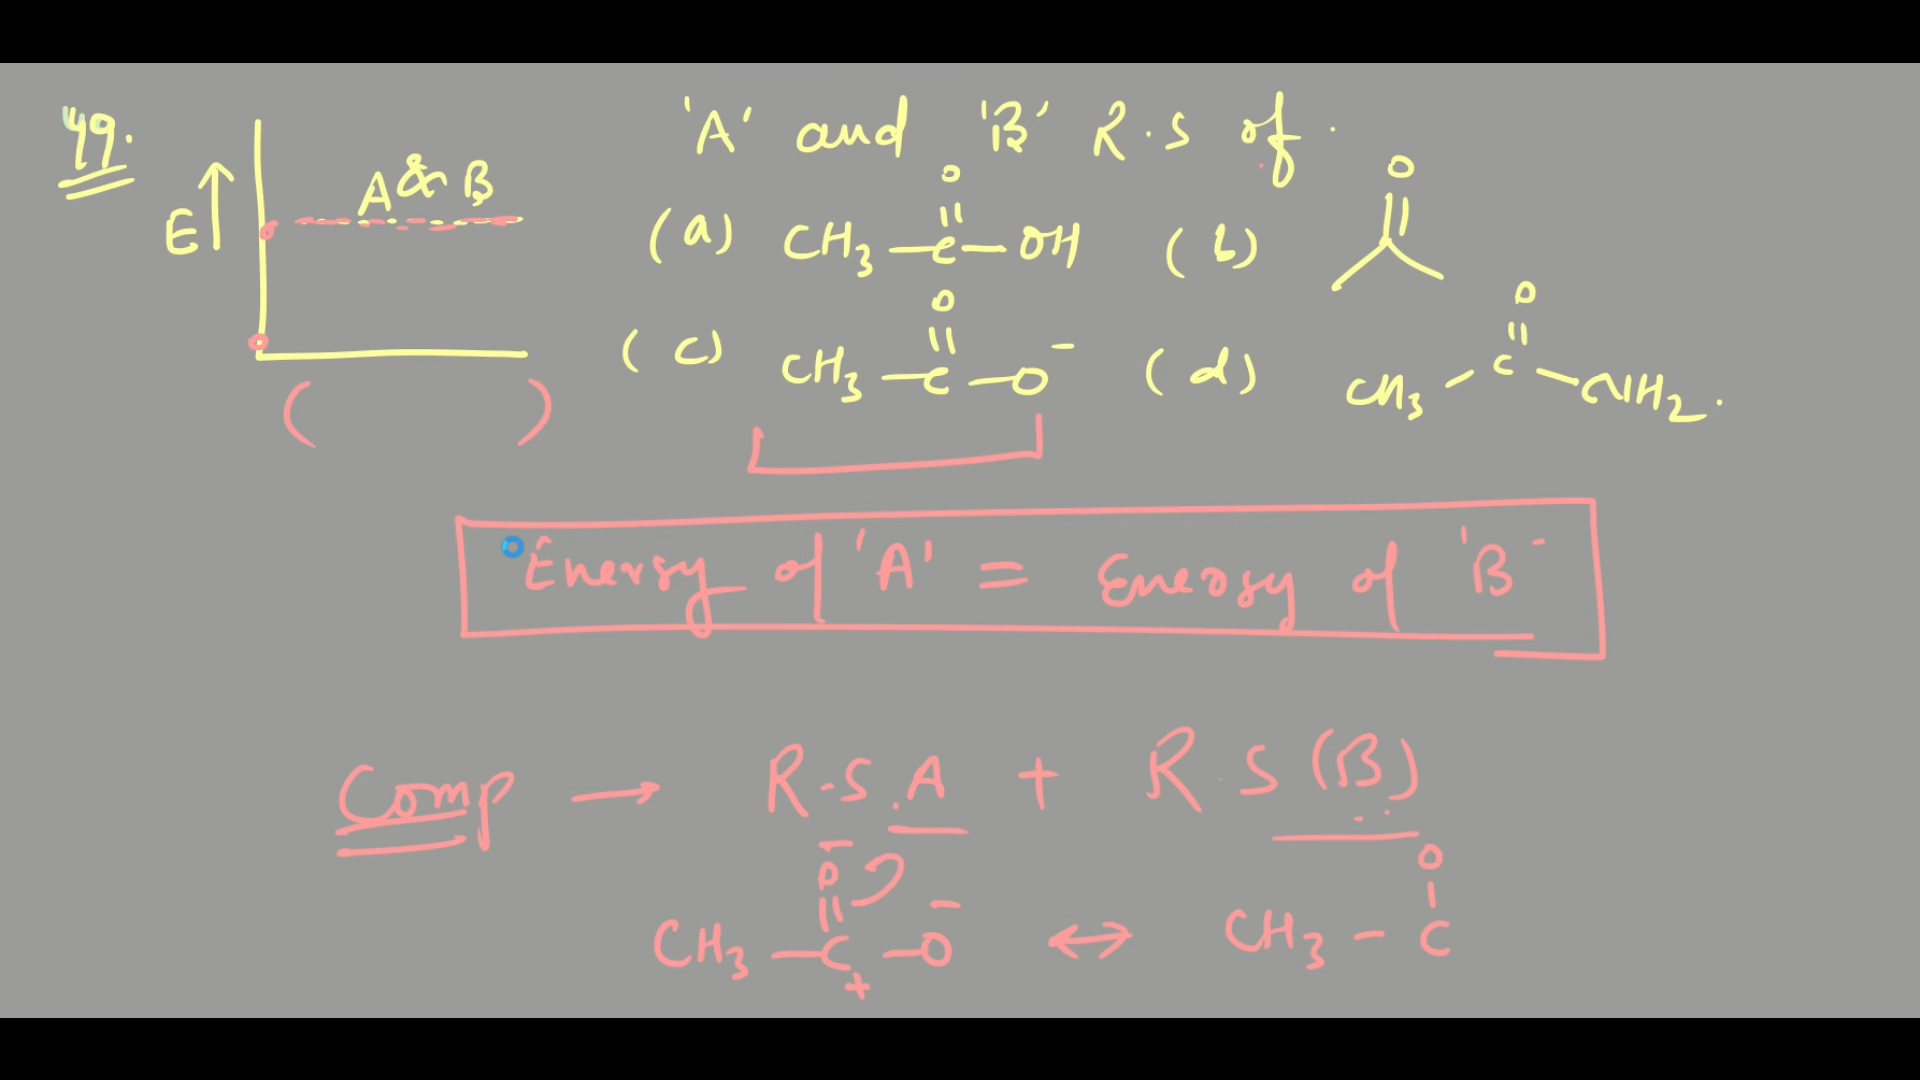 49.
'A' and 'B' R.S of.
E↑ A & B
(a) CH₃—C(=O)—OH (b) O
(c) CH₃—C(=O)—O⁻ (d) CH₃–C(=O)–NH₂.
( )
Energy of 'A' = Energy of 'B'
Comp → R.S.A + R.S(B)
CH₃—C(=O)—O⁻ ↔ CH₃–C–O